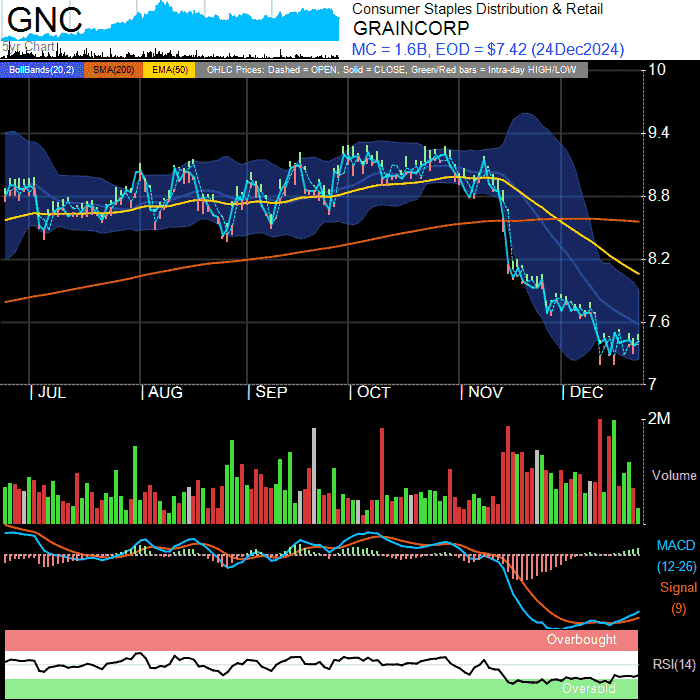 GNC
5yr Chart
Consumer Staples Distribution & Retail
GRAINCORP
MC = 1.6B, EOD = $7.42 (24Dec2024)
BollBands(20,2) SMA(200) EMA(50) OHLC Prices: Dashed = OPEN, Solid = CLOSE, Green/Red bars = Intra-day HIGH/LOW
10
9.4
8.8
8.2
7.6
7
| JUL | AUG | SEP | OCT | NOV | DEC
2M
Volume
MACD
(12-26)
Signal
(9)
Overbought
RSI(14)
Oversold